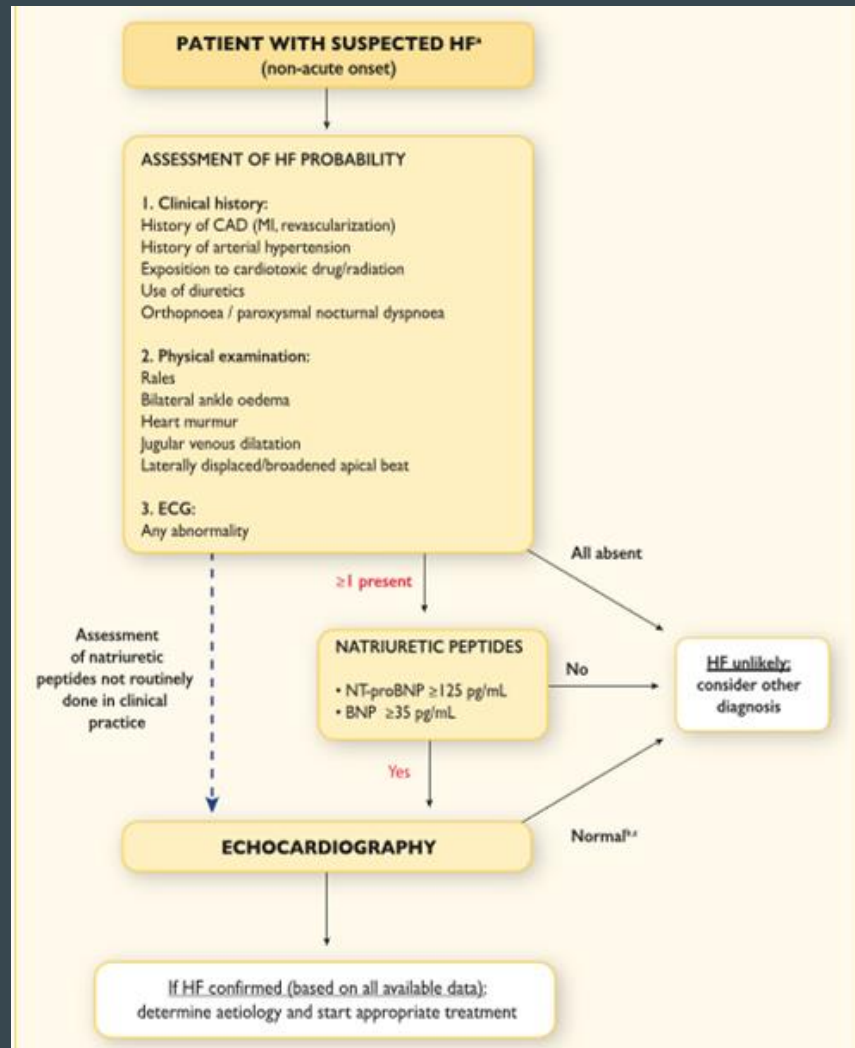 PATIENT WITH SUSPECTED HFª
(non-acute onset)
ASSESSMENT OF HF PROBABILITY
1. Clinical history:
History of CAD (MI, revascularization)
History of arterial hypertension
Exposition to cardiotoxic drug/radiation
Use of diuretics
Orthopnoea / paroxysmal nocturnal dyspnoea
2. Physical examination:
Rales
Bilateral ankle oedema
Heart murmur
Jugular venous dilatation
Laterally displaced/broadened apical beat
3. ECG:
Any abnormality
All absent
≥1 present
Assessment
of natriuretic
peptides not routinely
done in clinical
practice
NATRIURETIC PEPTIDES
• NT-proBNP ≥125 pg/mL
• BNP ≥35 pg/mL
No
HF unlikely:
consider other
diagnosis
Yes
ECHOCARDIOGRAPHY
Normalᵇ,ᶜ
If HF confirmed (based on all available data):
determine aetiology and start appropriate treatment